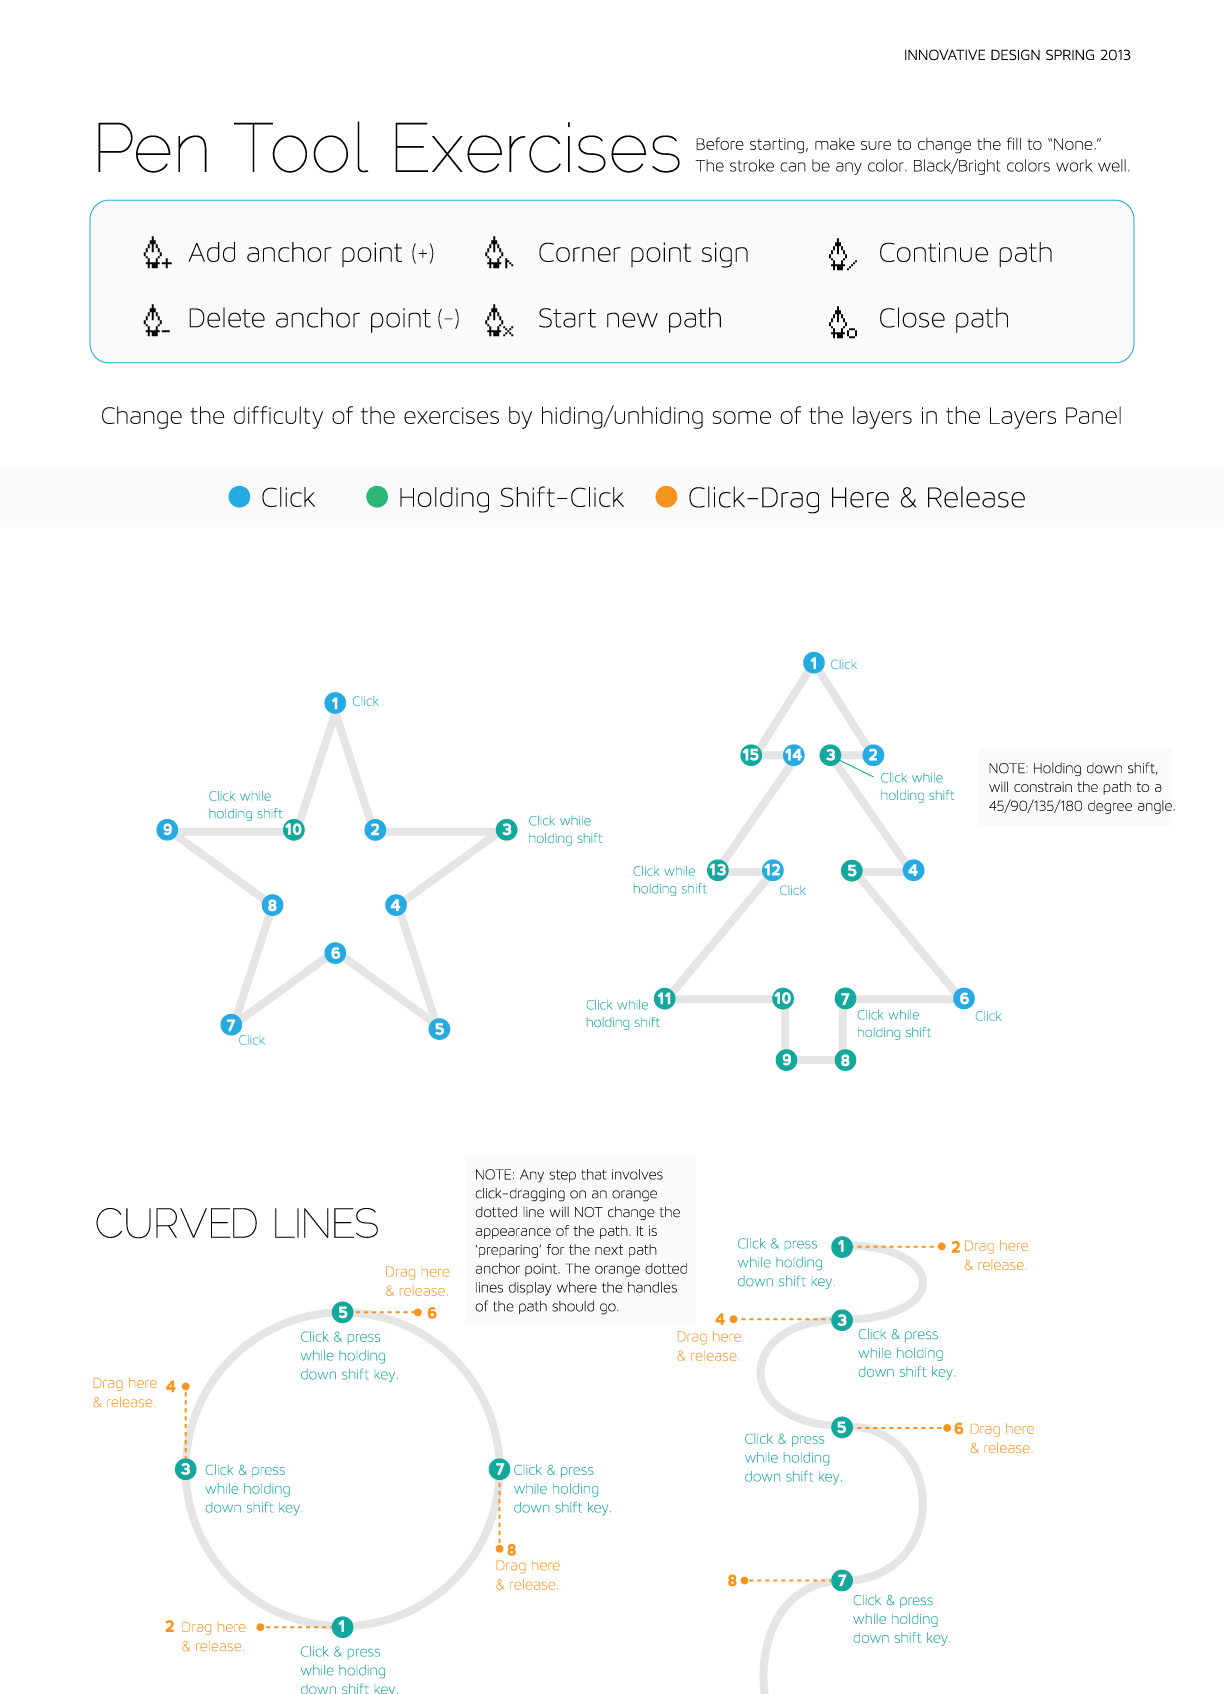 INNOVATIVE DESIGN SPRING 2013
Pen Tool Exercises
Before starting, make sure to change the fill to “None.”
The stroke can be any color. Black/Bright colors work well.
Add anchor point (+)
Corner point sign
Continue path
Delete anchor point (-)
Start new path
Close path
Change the difficulty of the exercises by hiding/unhiding some of the layers in the Layers Panel
Click
Holding Shift-Click
Click-Drag Here & Release
1 Click
Click while
holding shift
9
10
2
3
Click while
holding shift
8
4
6
7
Click
5
1 Click
15
14
3
2
Click while
holding shift
NOTE: Holding down shift,
will constrain the path to a
45/90/135/180 degree angle.
Click while
holding shift
13
12
Click
5
4
Click while
holding shift
11
10
7
Click while
holding shift
6
Click
9
8
CURVED LINES
NOTE: Any step that involves
click-dragging on an orange
dotted line will NOT change the
appearance of the path. It is
‘preparing’ for the next path
anchor point. The orange dotted
lines display where the handles
of the path should go.
Drag here
& release.
5
6
Click & press
while holding
down shift key.
Drag here
& release.
4
3
Click & press
while holding
down shift key.
7
Click & press
while holding
down shift key.
8
Drag here
& release.
2 Drag here
& release.
1
Click & press
while holding
down shift key.
Click & press
while holding
down shift key.
1
2 Drag here
& release.
4
Drag here
& release.
3
Click & press
while holding
down shift key.
5
Click & press
while holding
down shift key.
6 Drag here
& release.
8
7
Click & press
while holding
down shift key.